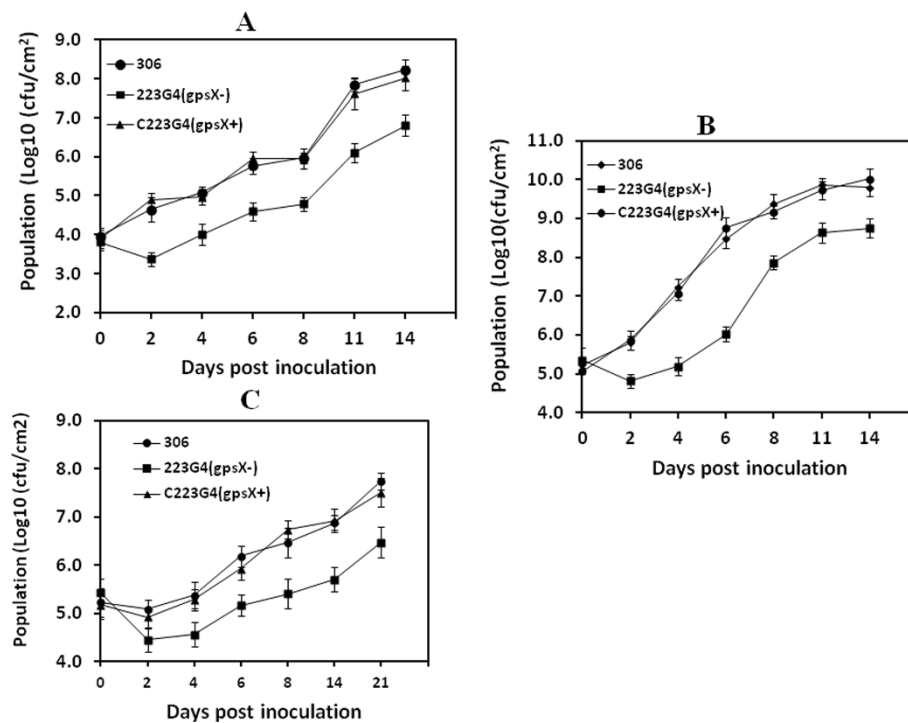 A
9.0
8.0
7.0
6.0
5.0
4.0
3.0
2.0
306
223G4(gpsX-)
C223G4(gpsX+)
Population (Log10 (cfu/cm²)
0 2 4 6 8 11 14
Days post inoculation
B
11.0
10.0
9.0
8.0
7.0
6.0
5.0
4.0
306
223G4(gpsX-)
C223G4(gpsX+)
Population (Log10(cfu/cm²)
0 2 4 6 8 11 14
Days post inoculation
C
9.0
8.0
7.0
6.0
5.0
4.0
306
223G4(gpsX-)
C223G4(gpsX+)
Population (Log10 (cfu/cm2)
0 2 4 6 8 14 21
Days post inoculation